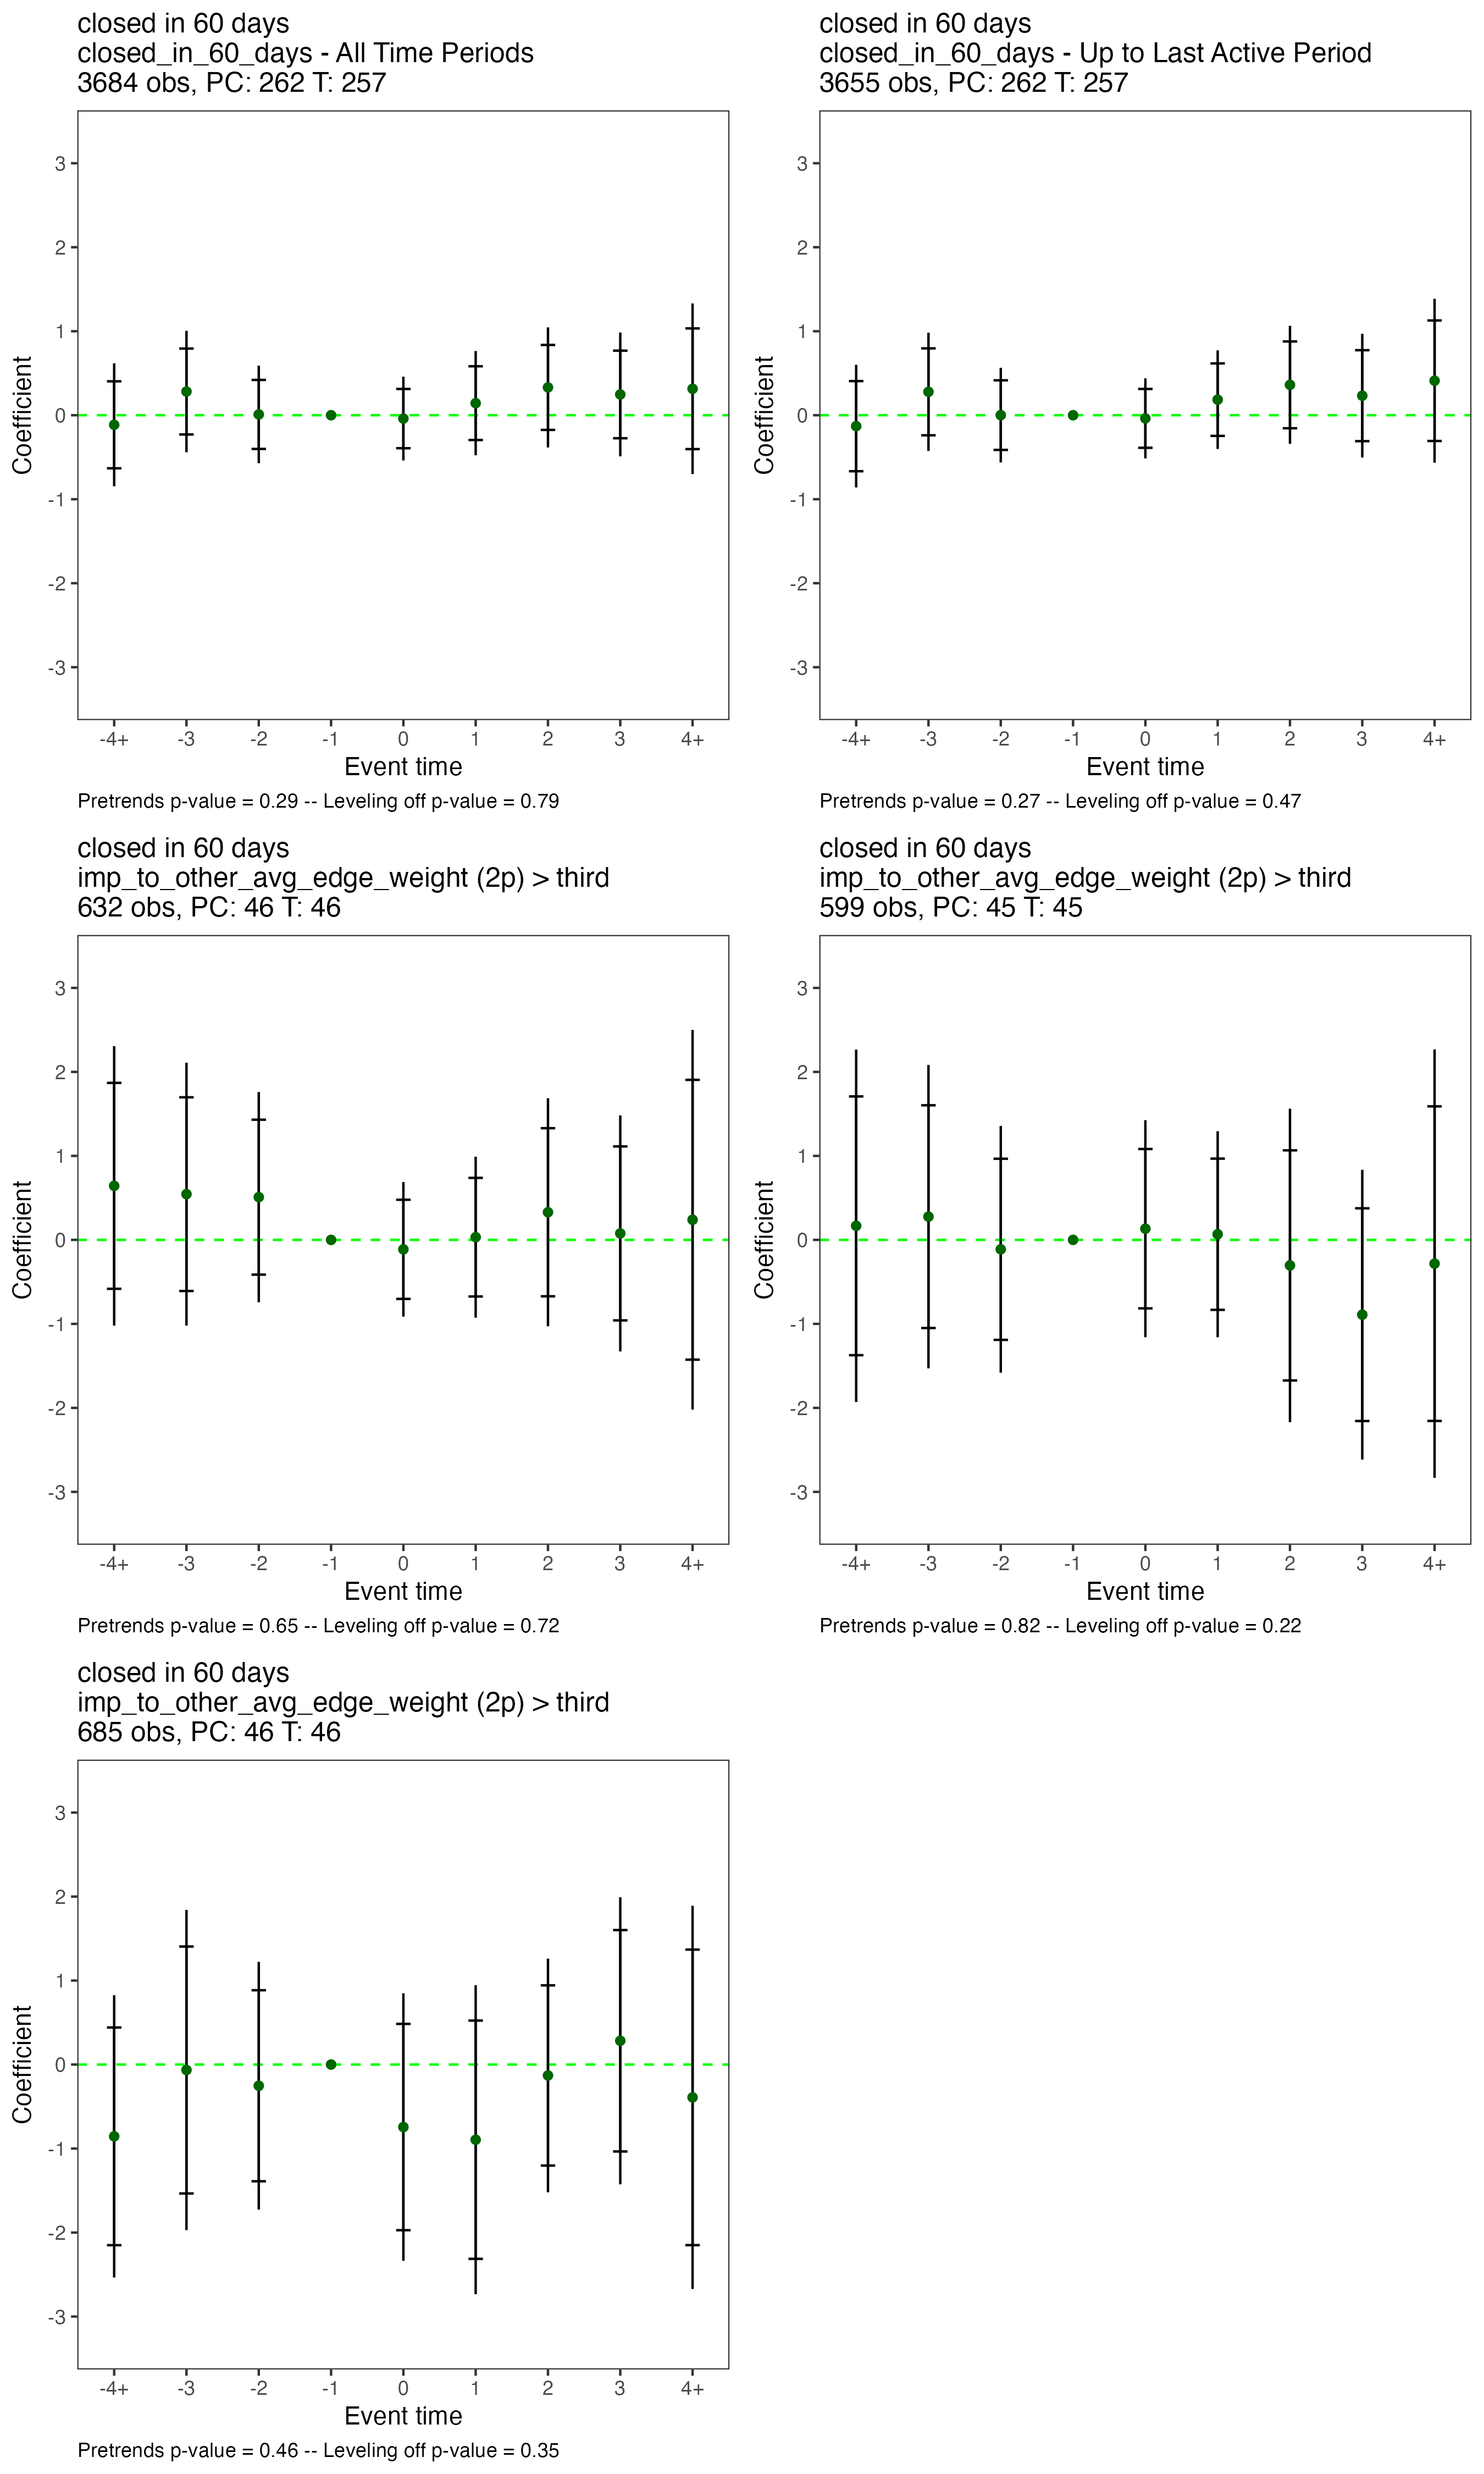 closed in 60 days
closed_in_60_days - All Time Periods
3684 obs, PC: 262 T: 257
Coefficient
3
2
1
0
-1
-2
-3
-4+ -3 -2 -1 0 1 2 3 4+
Event time
Pretrends p-value = 0.29 -- Leveling off p-value = 0.79
closed in 60 days
closed_in_60_days - Up to Last Active Period
3655 obs, PC: 262 T: 257
Coefficient
3
2
1
0
-1
-2
-3
-4+ -3 -2 -1 0 1 2 3 4+
Event time
Pretrends p-value = 0.27 -- Leveling off p-value = 0.47
closed in 60 days
imp_to_other_avg_edge_weight (2p) > third
632 obs, PC: 46 T: 46
Coefficient
3
2
1
0
-1
-2
-3
-4+ -3 -2 -1 0 1 2 3 4+
Event time
Pretrends p-value = 0.65 -- Leveling off p-value = 0.72
closed in 60 days
imp_to_other_avg_edge_weight (2p) > third
599 obs, PC: 45 T: 45
Coefficient
3
2
1
0
-1
-2
-3
-4+ -3 -2 -1 0 1 2 3 4+
Event time
Pretrends p-value = 0.82 -- Leveling off p-value = 0.22
closed in 60 days
imp_to_other_avg_edge_weight (2p) > third
685 obs, PC: 46 T: 46
Coefficient
3
2
1
0
-1
-2
-3
-4+ -3 -2 -1 0 1 2 3 4+
Event time
Pretrends p-value = 0.46 -- Leveling off p-value = 0.35